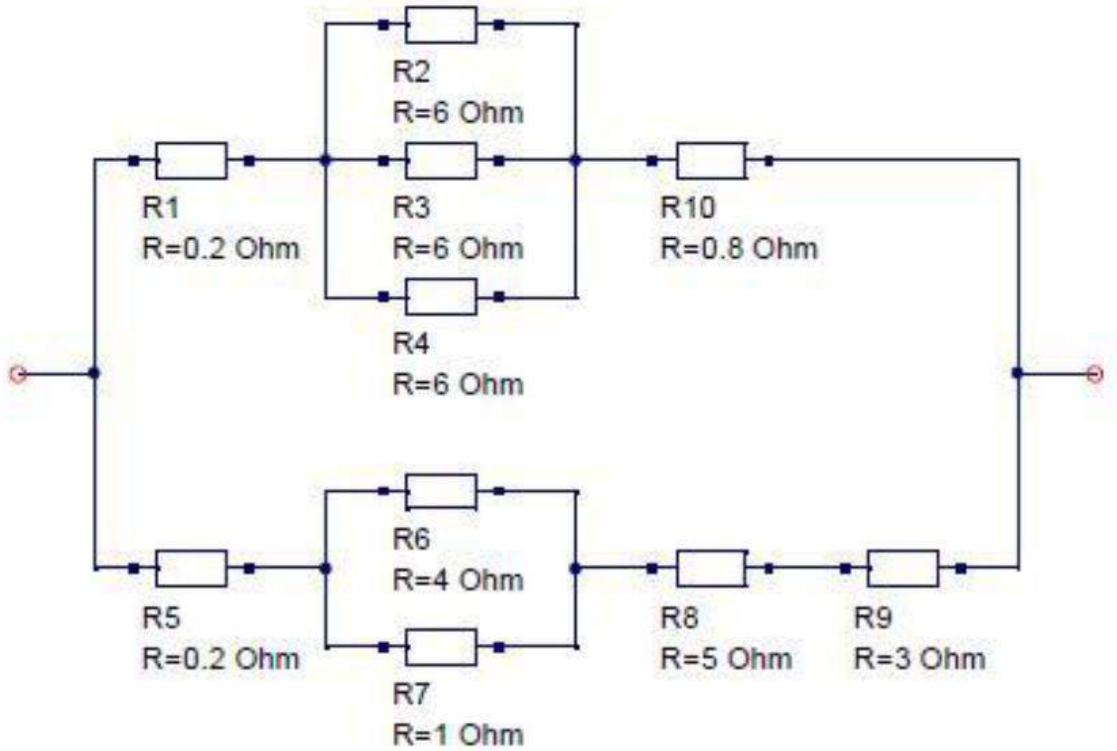 R2
R=6 Ohm
R1
R=0.2 Ohm
R3
R=6 Ohm
R10
R=0.8 Ohm
R4
R=6 Ohm
R6
R=4 Ohm
R5
R=0.2 Ohm
R8
R=5 Ohm
R9
R=3 Ohm
R7
R=1 Ohm